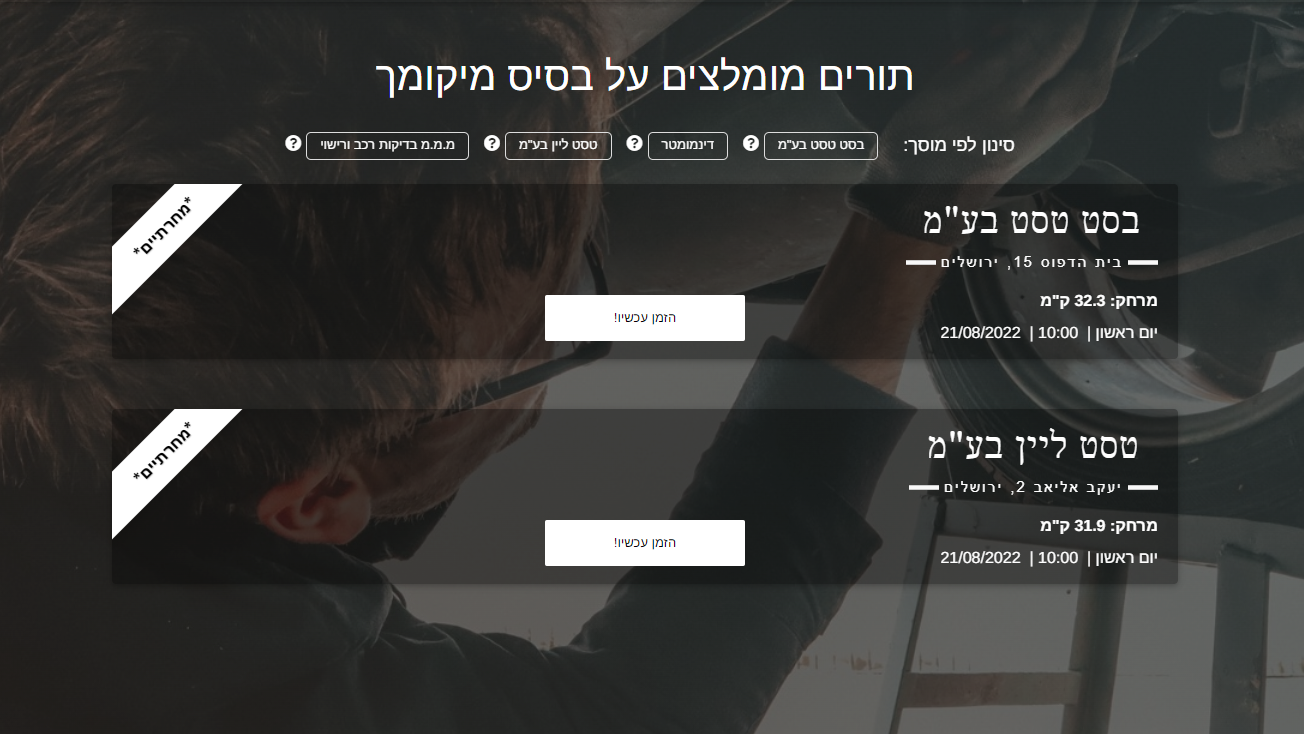 תורים מומלצים על בסיס מיקומך
סינון לפי מוסך: בסט טסט בע"מ ? דינמומטר ? טסט ליין בע"מ ? מ.מ.מ בדיקות רכב ורישוי ?
*מחרתיים*
בסט טסט בע"מ
בית הדפוס 15, ירושלים
מרחק: 32.3 ק"מ
יום ראשון | 10:00 | 21/08/2022
הזמן עכשיו!
*מחרתיים*
טסט ליין בע"מ
יעקב אליאב 2, ירושלים
מרחק: 31.9 ק"מ
יום ראשון | 10:00 | 21/08/2022
הזמן עכשיו!